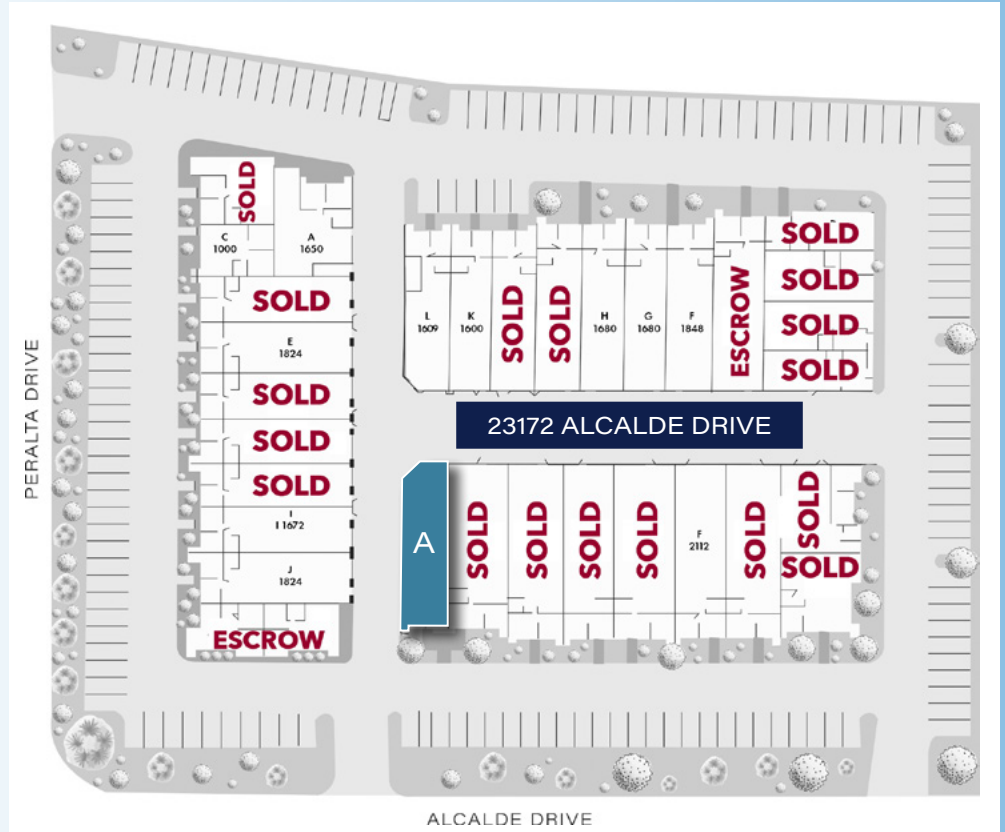 SOLD
C
1000
A
1650
SOLD
E
1824
SOLD
SOLD
SOLD
I
I 1672
J
1824
ESCROW
L
1609
K
1600
SOLD
SOLD
H
1680
G
1680
F
1848
ESCROW
SOLD
SOLD
SOLD
SOLD
23172 ALCALDE DRIVE
A
SOLD
SOLD
SOLD
SOLD
F
2112
SOLD
SOLD
SOLD
PERALTA DRIVE
ALCALDE DRIVE